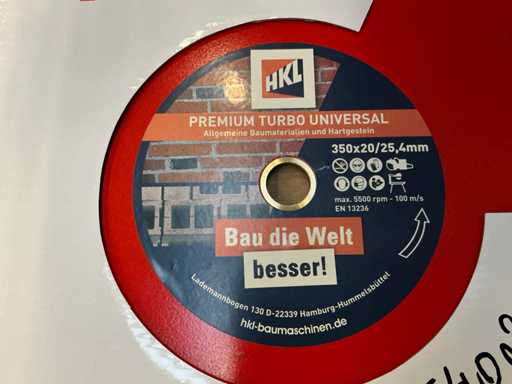 HKL
PREMIUM TURBO UNIVERSAL
Allgemeine Baumaterialien und Hartgestein
350x20/25,4mm
max. 5500 rpm - 100 m/s
EN 13236
Bau die Welt
besser!
Lademannbogen 130 D-22339 Hamburg-Hummelsbüttel
hkl-baumaschinen.de